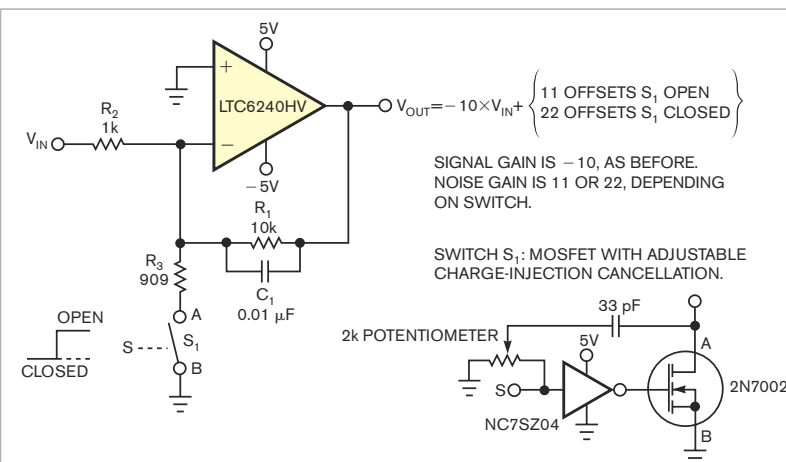 5V
+
LTC6240HV
–
−5V
V_OUT=−10×V_IN+
11 OFFSETS S₁ OPEN
22 OFFSETS S₁ CLOSED
R₂
1k
V_IN
SIGNAL GAIN IS −10, AS BEFORE.
NOISE GAIN IS 11 OR 22, DEPENDING
ON SWITCH.
R₁
10k
C₁
0.01 μF
R₃
909
SWITCH S₁: MOSFET WITH ADJUSTABLE
CHARGE-INJECTION CANCELLATION.
OPEN
CLOSED
S
A
S₁
B
33 pF
2k POTENTIOMETER
5V
S
NC7SZ04
A
2N7002
B